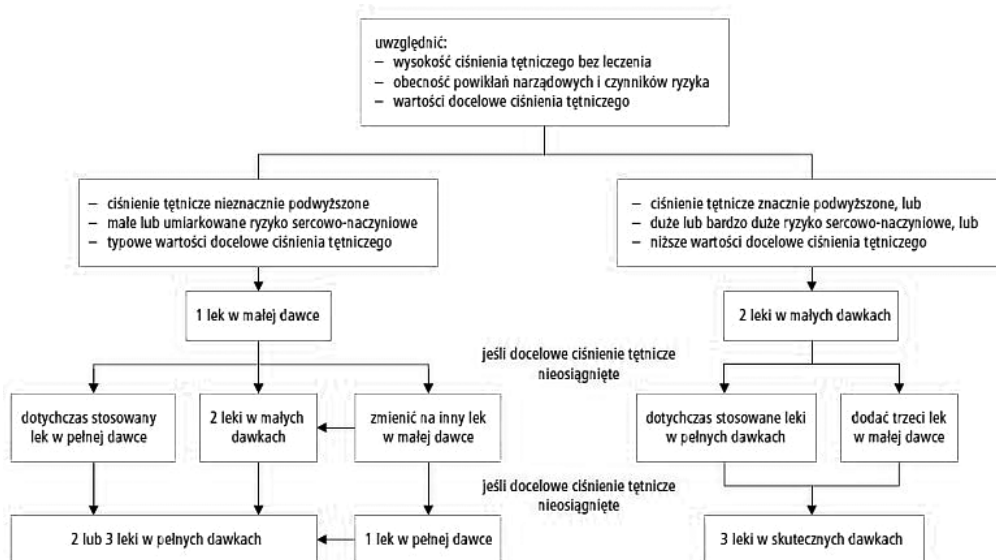 uwzględnić:
– wysokość ciśnienia tętniczego bez leczenia
– obecność powikłań narządowych i czynników ryzyka
– wartości docelowe ciśnienia tętniczego
– ciśnienie tętnicze nieznacznie podwyższone
– małe lub umiarkowane ryzyko sercowo-naczyniowe
– typowe wartości docelowe ciśnienia tętniczego
– ciśnienie tętnicze znacznie podwyższone, lub
– duże lub bardzo duże ryzyko sercowo-naczyniowe, lub
– niższe wartości docelowe ciśnienia tętniczego
1 lek w małej dawce
2 leki w małych dawkach
jeśli docelowe ciśnienie tętnicze
nieosiągnięte
dotychczas stosowany
lek w pełnej dawce
2 leki w małych
dawkach
zmienić na inny lek
w małej dawce
dotychczas stosowane leki
w pełnych dawkach
dodać trzeci lek
w małej dawce
jeśli docelowe ciśnienie tętnicze
nieosiągnięte
2 lub 3 leki w pełnych dawkach
1 lek w pełnej dawce
3 leki w skutecznych dawkach